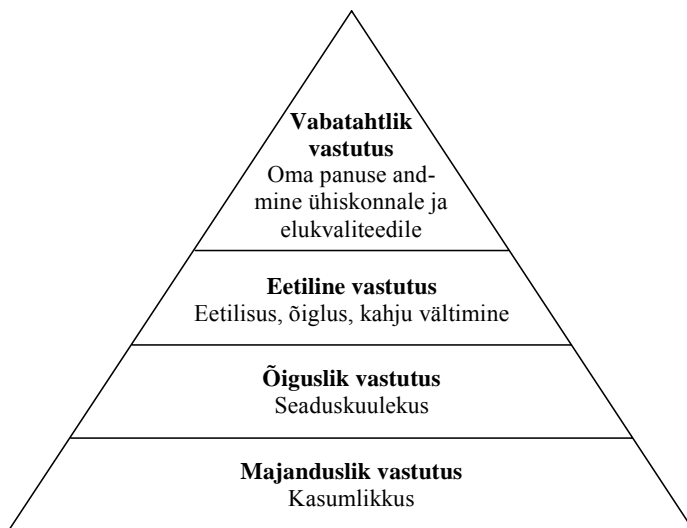 Vabatahtlik
vastutus
Oma panuse and-
mine ühiskonnale ja
elukvaliteedile
Eetiline vastutus
Eetilisus, õiglus, kahju vältimine
Õiguslik vastutus
Seaduskuulekus
Majanduslik vastutus
Kasumlikkus